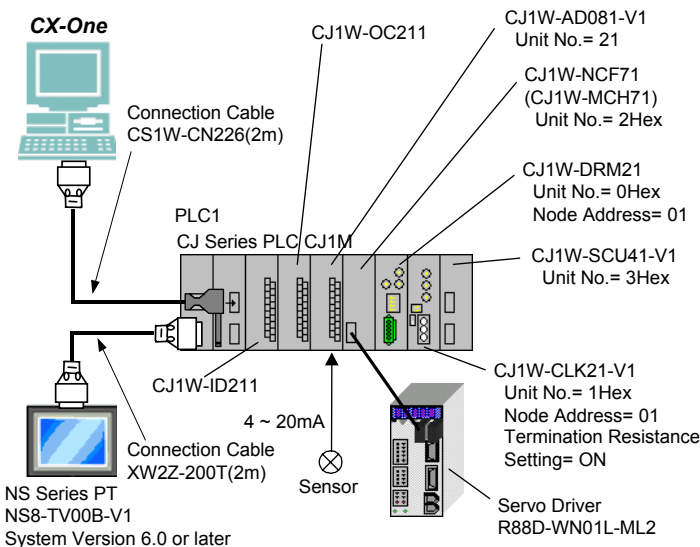 CX-One
Connection Cable
CS1W-CN226(2m)
CJ1W-OC211
CJ1W-AD081-V1
Unit No.= 21
CJ1W-NCF71
(CJ1W-MCH71)
Unit No.= 2Hex
CJ1W-DRM21
Unit No.= 0Hex
Node Address= 01
PLC1
CJ Series PLC CJ1M
CJ1W-SCU41-V1
Unit No.= 3Hex
CJ1W-ID211
CJ1W-CLK21-V1
Unit No.= 1Hex
Node Address= 01
Termination Resistance
Setting= ON
4 ~ 20mA
Sensor
Connection Cable
XW2Z-200T(2m)
NS Series PT
NS8-TV00B-V1
System Version 6.0 or later
Servo Driver
R88D-WN01L-ML2